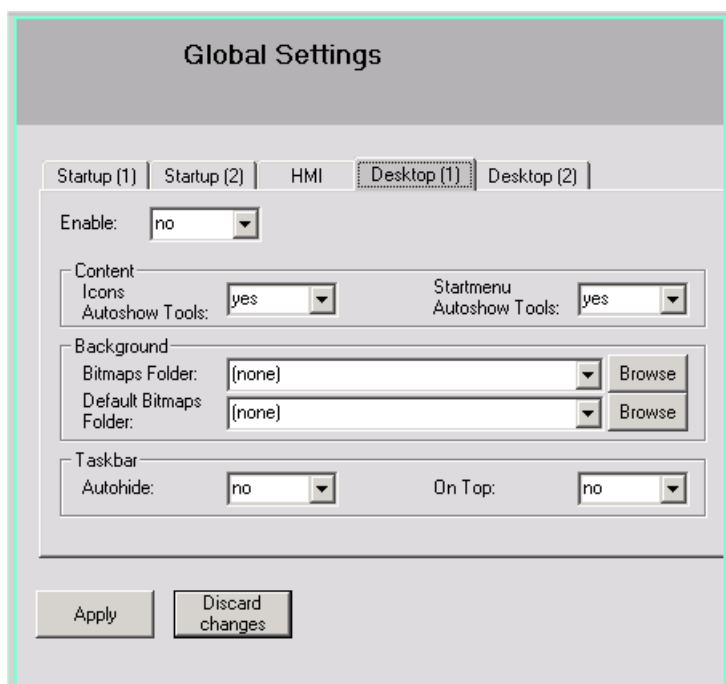 Global Settings
Startup (1) Startup (2) HMI Desktop (1) Desktop (2)
Enable: no
Content
Icons
Autoshow Tools: yes
Startmenu
Autoshow Tools: yes
Background
Bitmaps Folder: (none) Browse
Default Bitmaps
Folder: (none) Browse
Taskbar
Autohide: no On Top: no
Apply
Discard
changes